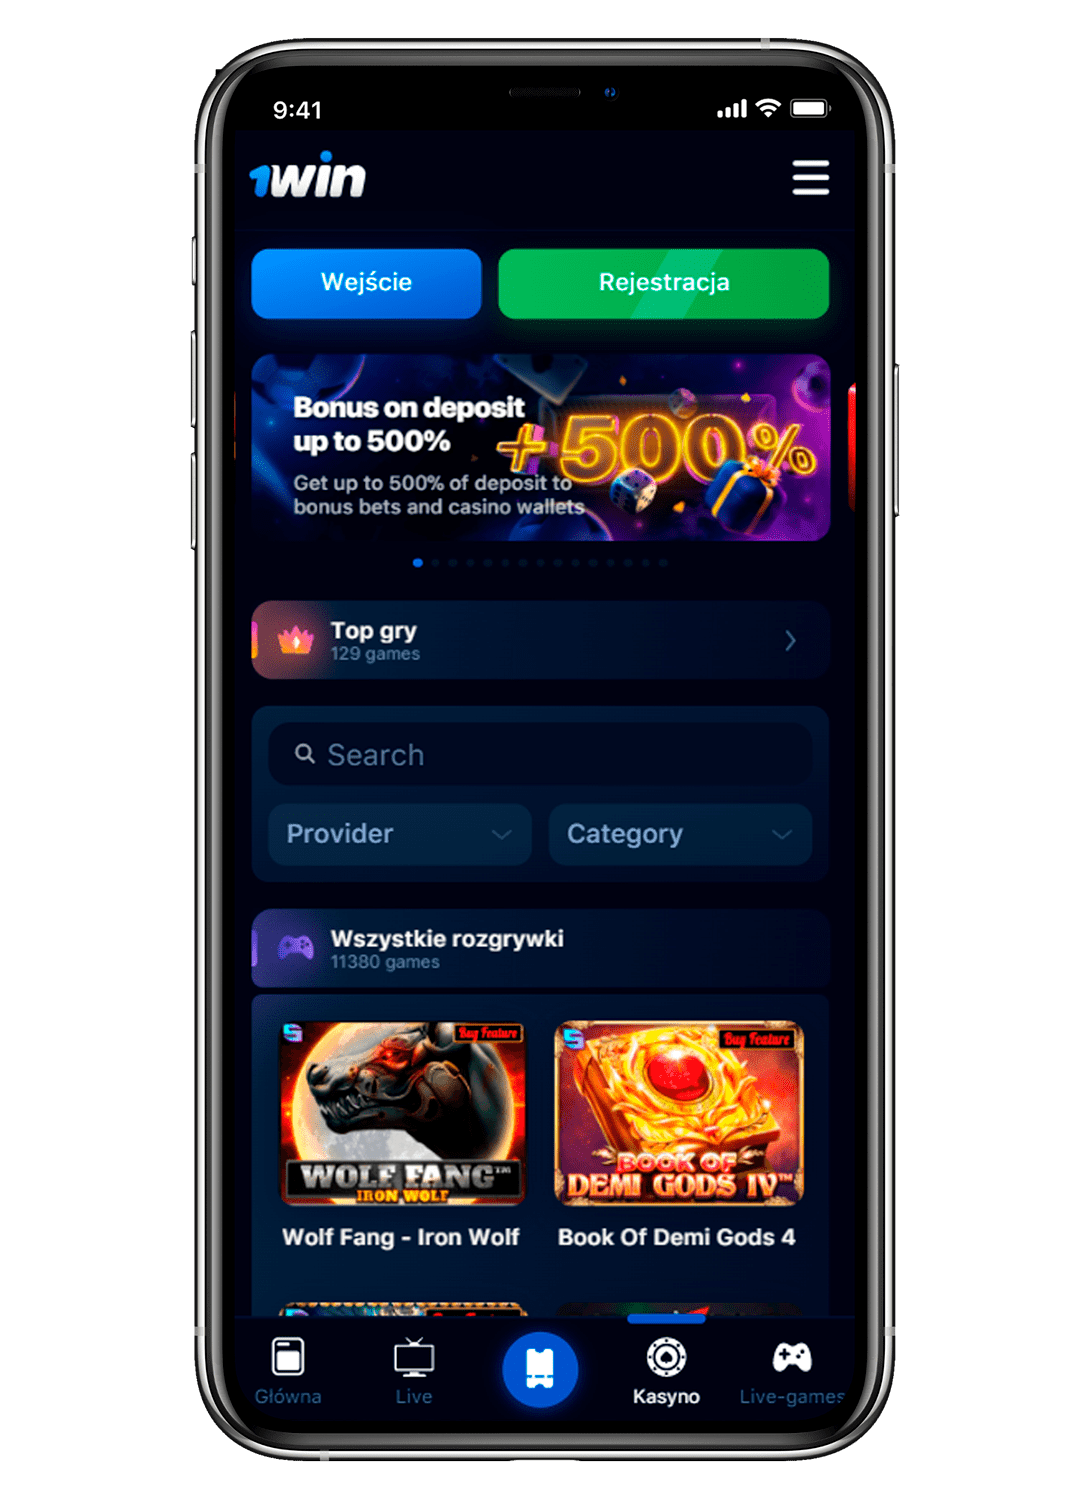 9:41
1win
Wejście
Rejestracja
Bonus on deposit
up to 500%
+500%
Get up to 500% of deposit to
bonus bets and casino wallets
Top gry
129 games
Search
Provider
Category
Wszystkie rozgrywki
11380 games
Buy Feature
WOLF FANG™
IRON WOLF
Buy Feature
BOOK OF
DEMI GODS IV™
Wolf Fang - Iron Wolf
Book Of Demi Gods 4
Główna
Live
Kasyno
Live-games